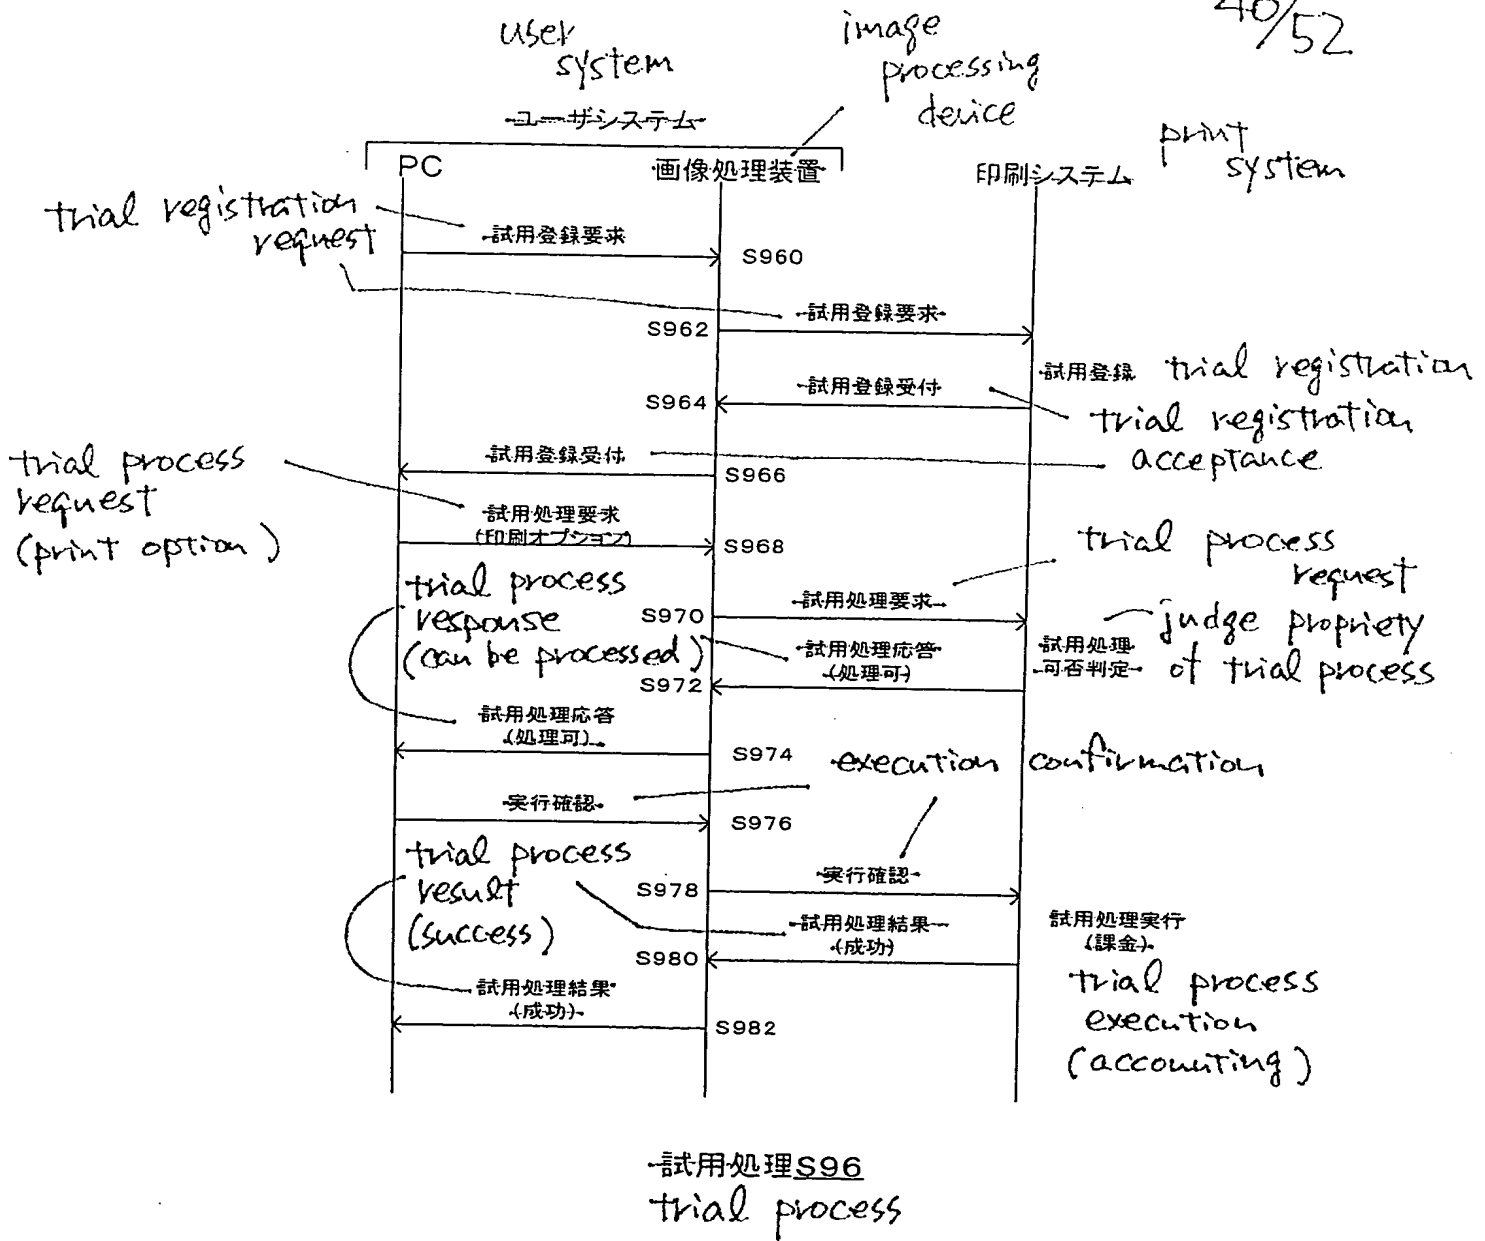 40/52
user
system
image
processing
device
ユーザシステム
print
system
PC
画像処理装置
印刷システム
trial registration
request
試用登録要求
S960
試用登録要求
S962
試用登録
trial registration
試用登録受付
S964
trial registration
acceptance
試用登録受付
S966
trial process
request
(print option)
試用処理要求
(印刷オプション)
S968
trial process
request
試用処理要求
S970
trial process
response
(can be processed)
試用処理応答
(処理可)
S972
試用処理
可否判定
judge propriety
of trial process
試用処理応答
(処理可)
S974
execution confirmation
実行確認
S976
実行確認
S978
trial process
result
(success)
試用処理結果
(成功)
S980
試用処理実行
(課金)
trial process
execution
(accounting)
試用処理結果
(成功)
S982
試用処理S96
trial process